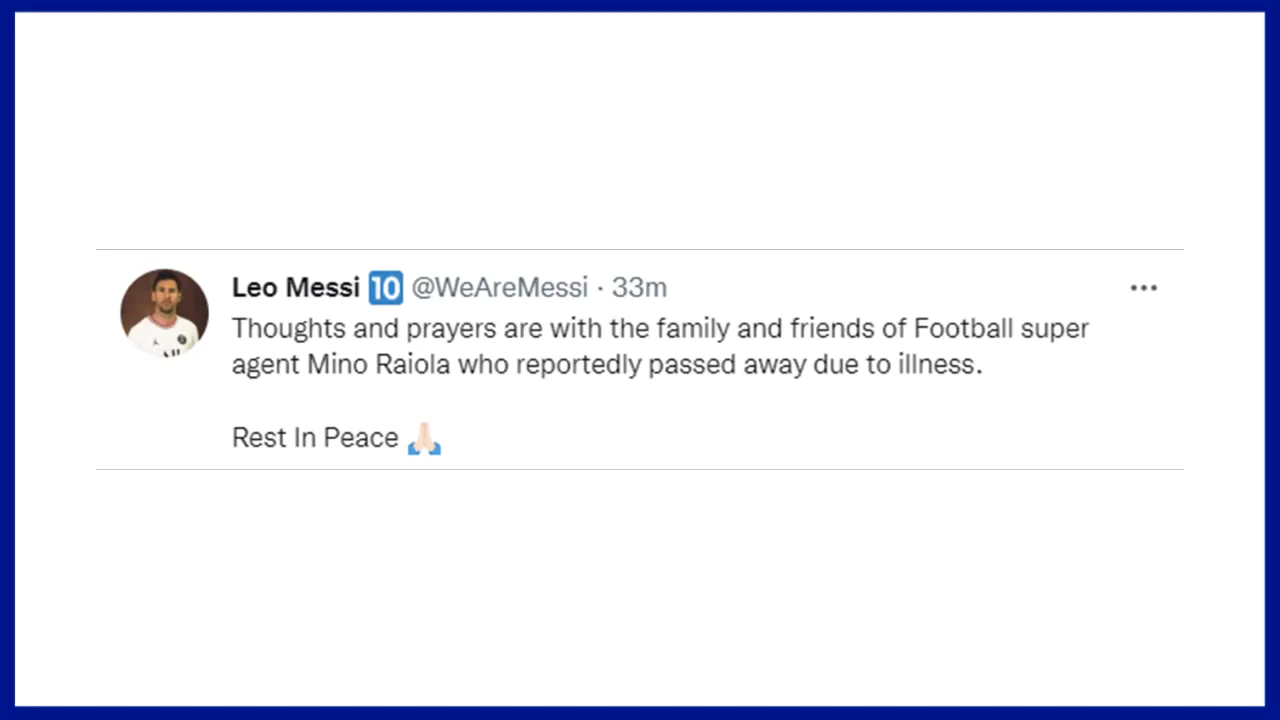 Leo Messi 🔟 @WeAreMessi · 33m
Thoughts and prayers are with the family and friends of Football super
agent Mino Raiola who reportedly passed away due to illness.
Rest In Peace 🙏🏻